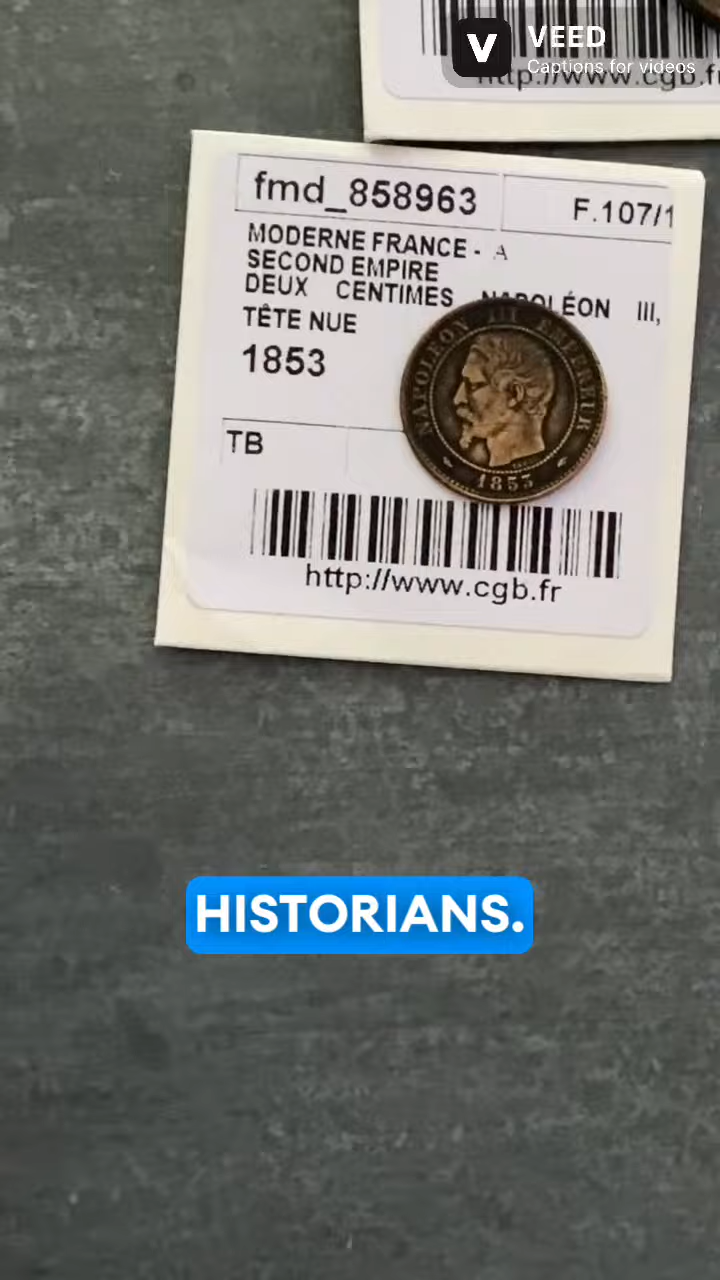 VEED
Captions for videos
http://www.cgb.f
fmd_858963
F.107/1
MODERNE FRANCE - A
SECOND EMPIRE
DEUX CENTIMES NAPOLÉON III,
TÊTE NUE
1853
NAPOLEON III EMPEREUR
1853
TB
http://www.cgb.fr
HISTORIANS.